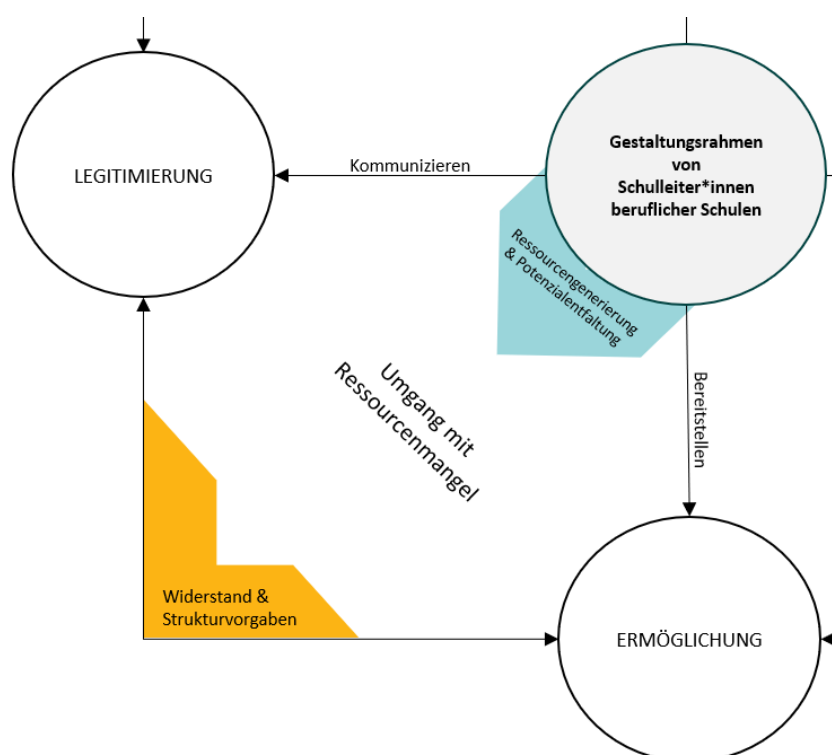 Gestaltungsrahmen
von
Schulleiter*innen
beruflicher Schulen
LEGITIMIERUNG
Kommunizieren
Ressourcengenerierung
& Potenzialentfaltung
Umgang mit
Ressourcenmangel
Bereitstellen
Widerstand &
Strukturvorgaben
ERMÖGLICHUNG